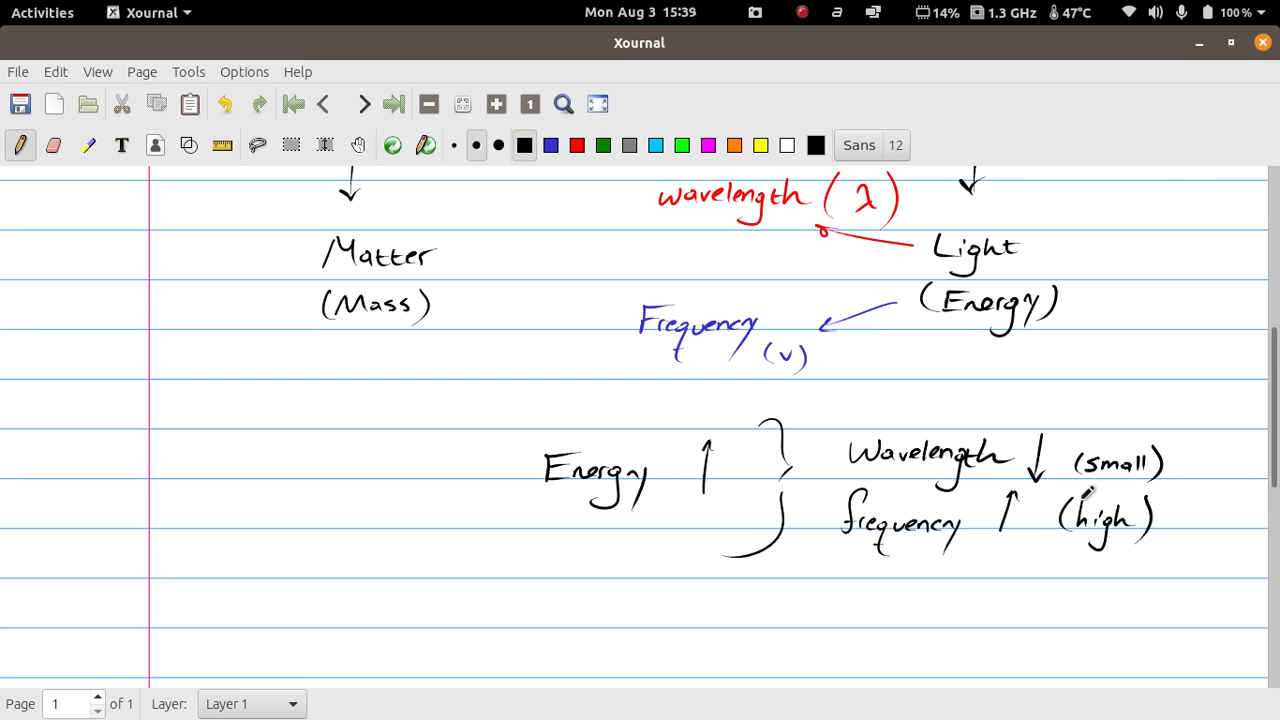 Activities Xournal Mon Aug 3 15:39 a 14% 1.3 GHz 47°C 100 %
Xournal
File Edit View Page Tools Options Help
1
T Sans 12
wavelength (λ)
Matter Light
(Mass) (Energy)
Frequency
(ν)
Energy ↑ } Wavelength ↓ (small)
frequency ↑ (high)
Page 1 of 1 Layer: Layer 1